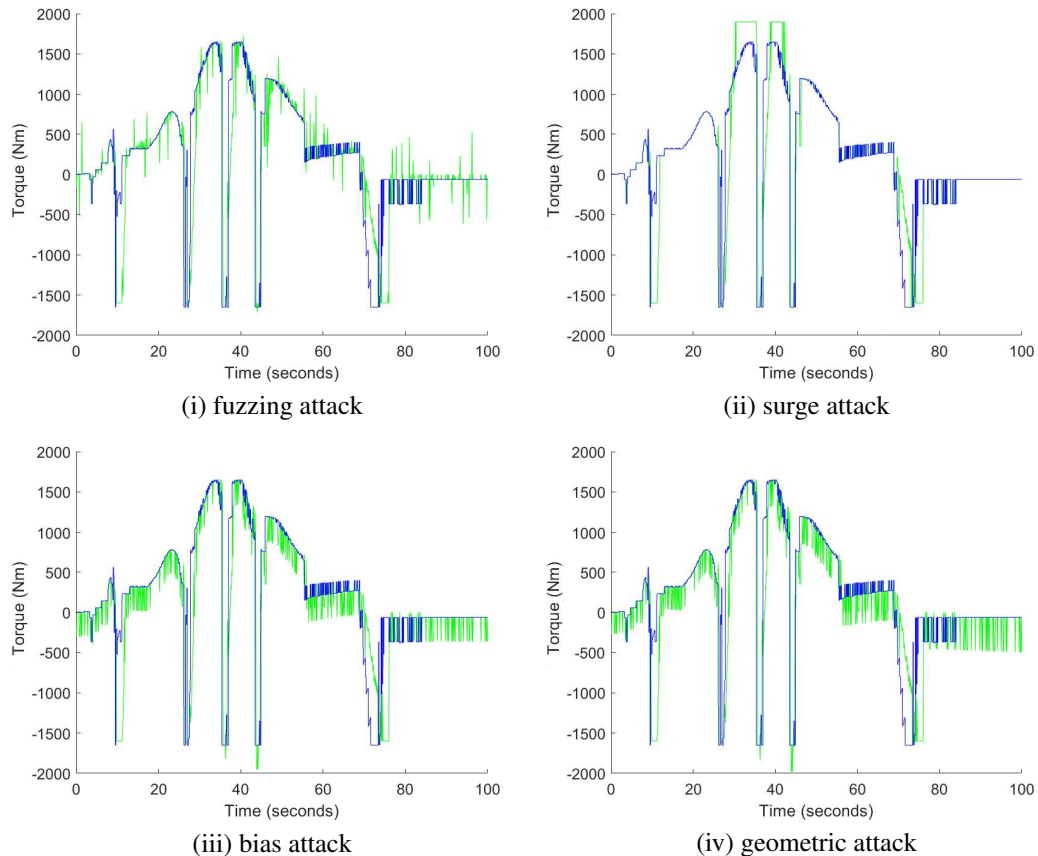 2000
1500
1000
500
0
-500
-1000
-1500
-2000
Torque (Nm)
0 20 40 60 80 100
Time (seconds)
(i) fuzzing attack
2000
1500
1000
500
0
-500
-1000
-1500
-2000
Torque (Nm)
0 20 40 60 80 100
Time (seconds)
(ii) surge attack
2000
1500
1000
500
0
-500
-1000
-1500
-2000
Torque (Nm)
0 20 40 60 80 100
Time (seconds)
(iii) bias attack
2000
1500
1000
500
0
-500
-1000
-1500
-2000
Torque (Nm)
0 20 40 60 80 100
Time (seconds)
(iv) geometric attack